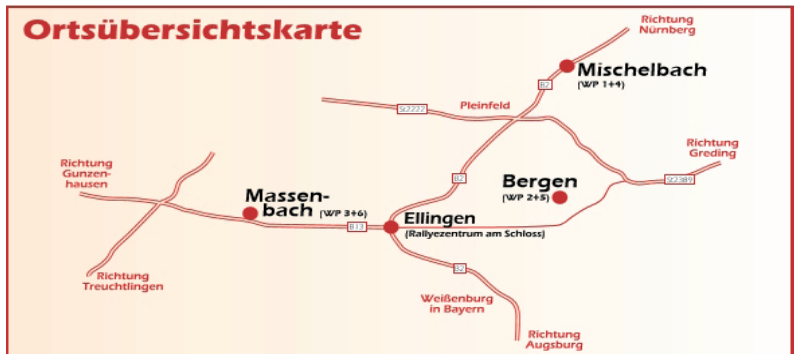 Ortsübersichtskarte
Richtung
Nürnberg
Mischelbach
(WP 1+4)
B2
Pleinfeld
St2222
Richtung
Greding
St2389
Richtung
Gunzen-
hausen
B2
Bergen
(WP 2+5)
Massen-
bach (WP 3+6)
Ellingen
(Rallyezentrum am Schloss)
B13
B2
Richtung
Treuchtlingen
Weißenburg
in Bayern
Richtung
Augsburg